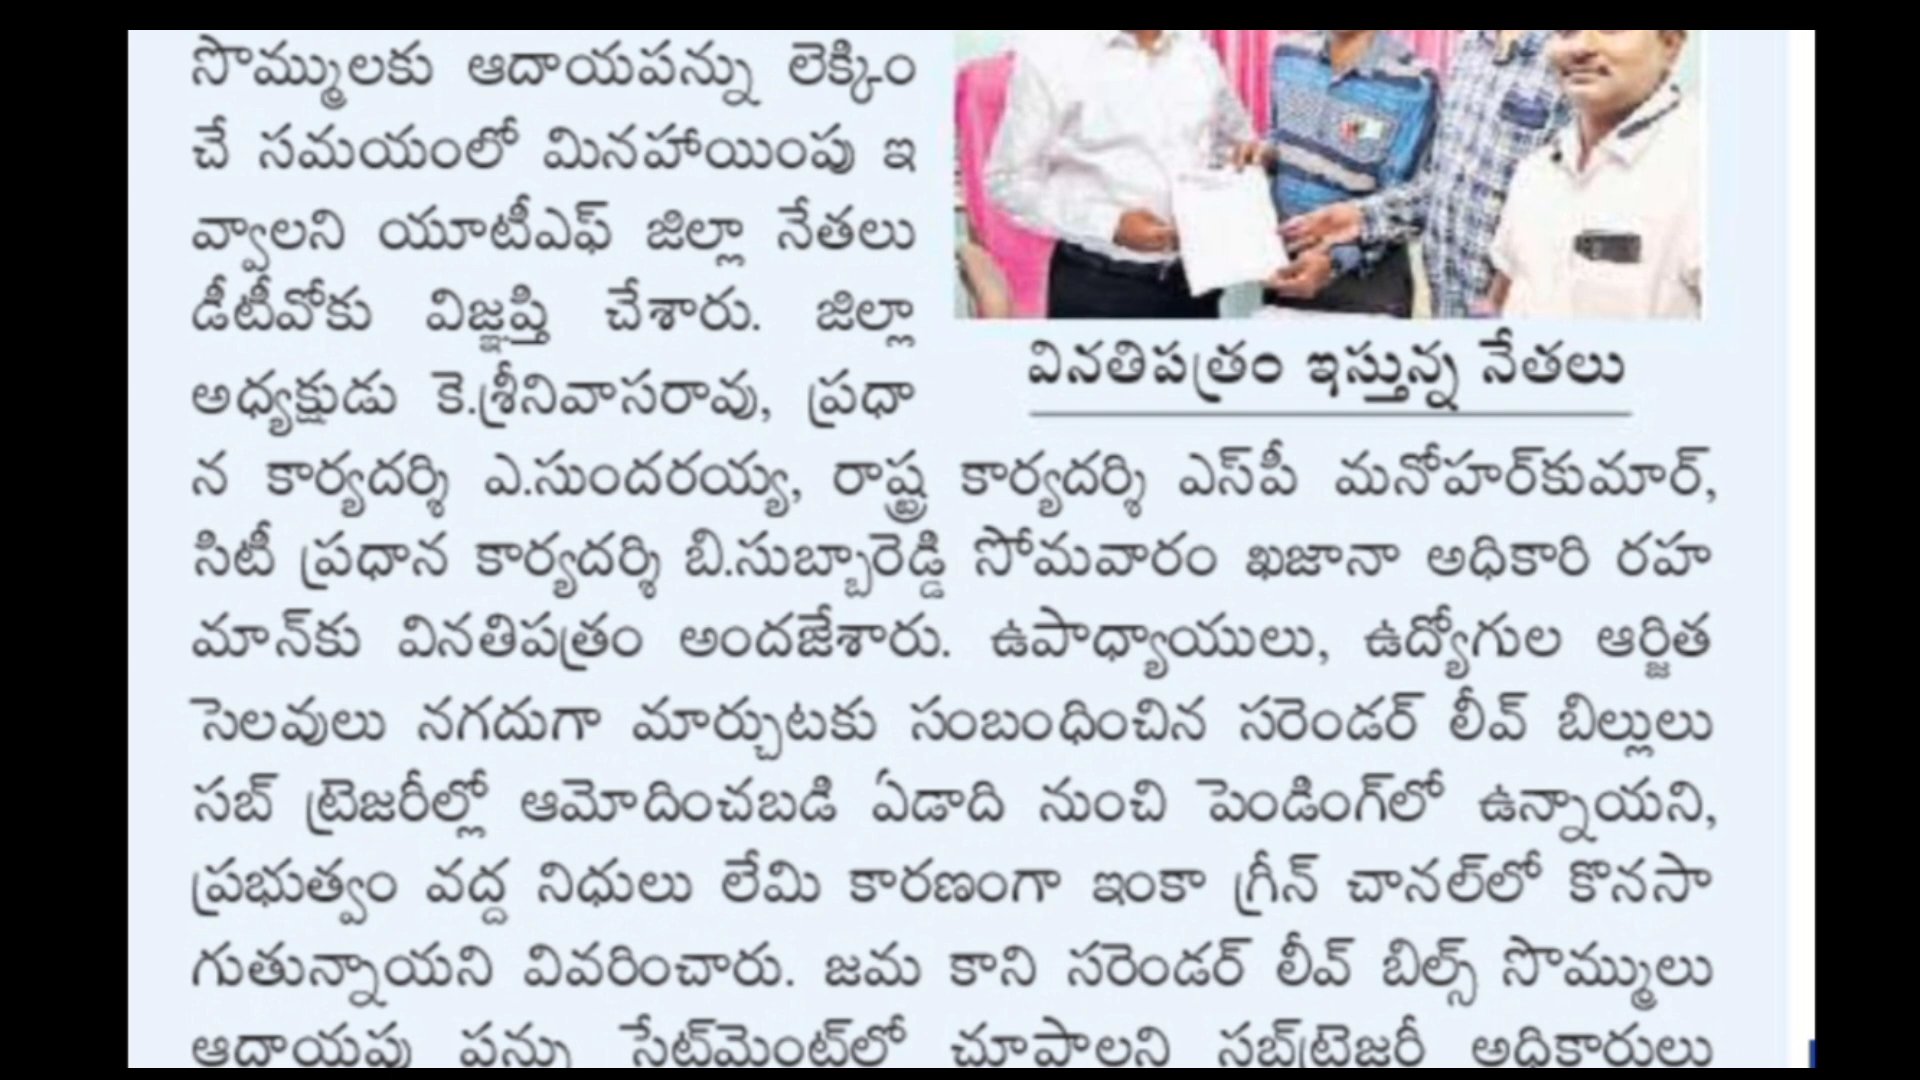 సొమ్ములకు ఆదాయపన్ను లెక్కిం
చే సమయంలో మినహాయింపు ఇ
వ్వాలని యూటీఎఫ్ జిల్లా నేతలు
డీటీవోకు విజ్ఞప్తి చేశారు. జిల్లా
అధ్యక్షుడు కె.శ్రీనివాసరావు, ప్రధా
వినతిపత్రం ఇస్తున్న నేతలు
న కార్యదర్శి ఎ.సుందరయ్య, రాష్ట్ర కార్యదర్శి ఎస్‌పీ మనోహర్‌కుమార్,
సిటీ ప్రధాన కార్యదర్శి బి.సుబ్బారెడ్డి సోమవారం ఖజానా అధికారి రహ
మాన్‌కు వినతిపత్రం అందజేశారు. ఉపాధ్యాయులు, ఉద్యోగుల ఆర్జిత
సెలవులు నగదుగా మార్చుటకు సంబంధించిన సరెండర్ లీవ్ బిల్లులు
సబ్ ట్రెజరీల్లో ఆమోదించబడి ఏడాది నుంచి పెండింగ్‌లో ఉన్నాయని,
ప్రభుత్వం వద్ద నిధులు లేమి కారణంగా ఇంకా గ్రీన్ చానల్‌లో కొనసా
గుతున్నాయని వివరించారు. జమ కాని సరెండర్ లీవ్ బిల్స్ సొమ్ములు
ఆదాయపు పన్ను సేట్‌మెంట్‌లో చూపాలని సబ్‌ట్రెజరీ అధికారులు